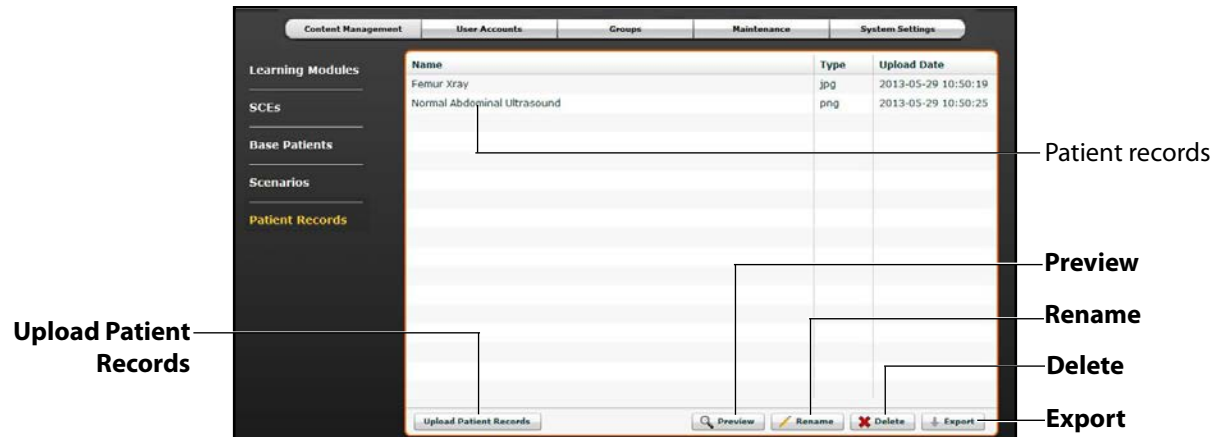 Content Management User Accounts Groups Maintenance System Settings
Learning Modules
SCEs
Base Patients
Scenarios
Patient Records
Name Type Upload Date
Femur Xray jpg 2013-05-29 10:50:19
Normal Abdominal Ultrasound png 2013-05-29 10:50:25
Upload Patient Records Preview Rename Delete Export
Upload Patient
Records
Patient records
Preview
Rename
Delete
Export